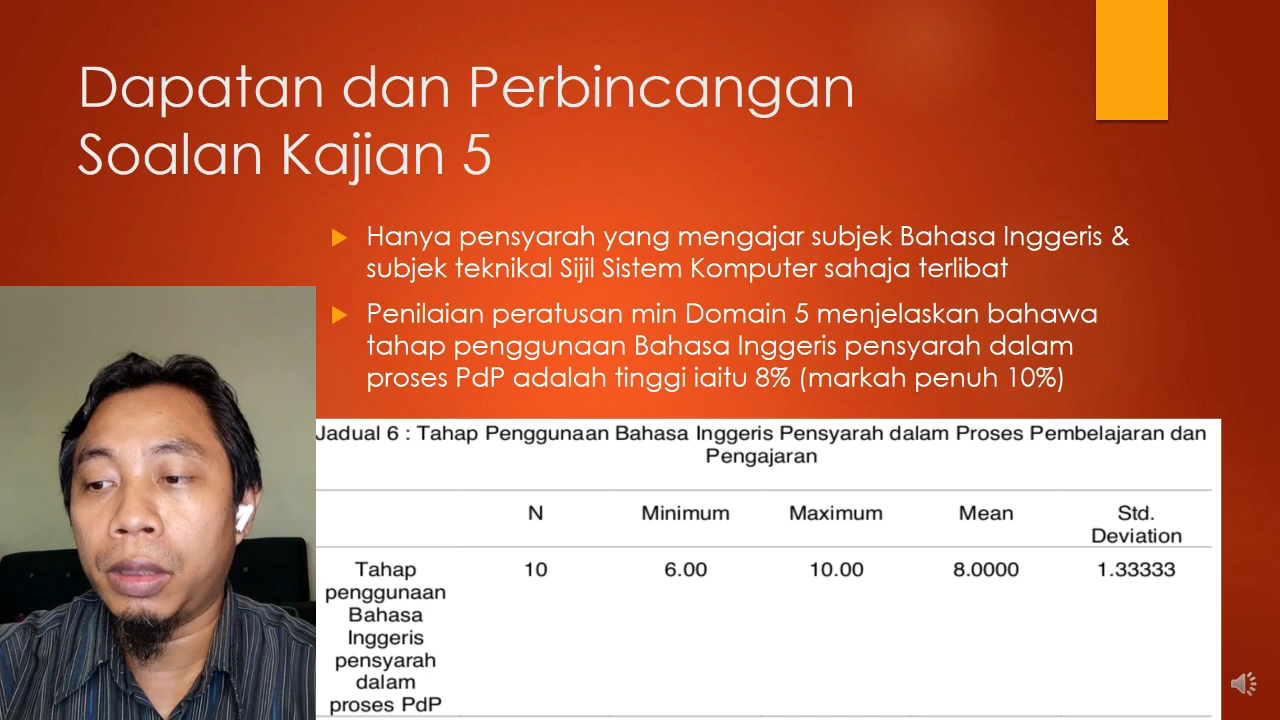 Dapatan dan Perbincangan
Soalan Kajian 5
Hanya pensyarah yang mengajar subjek Bahasa Inggeris &
subjek teknikal Sijil Sistem Komputer sahaja terlibat
Penilaian peratusan min Domain 5 menjelaskan bahawa
tahap penggunaan Bahasa Inggeris pensyarah dalam
proses PdP adalah tinggi iaitu 8% (markah penuh 10%)
Jadual 6 : Tahap Penggunaan Bahasa Inggeris Pensyarah dalam Proses Pembelajaran dan
Pengajaran
N Minimum Maximum Mean Std.
Deviation
Tahap 10 6.00 10.00 8.0000 1.33333
penggunaan
Bahasa
Inggeris
pensyarah
dalam
proses PdP